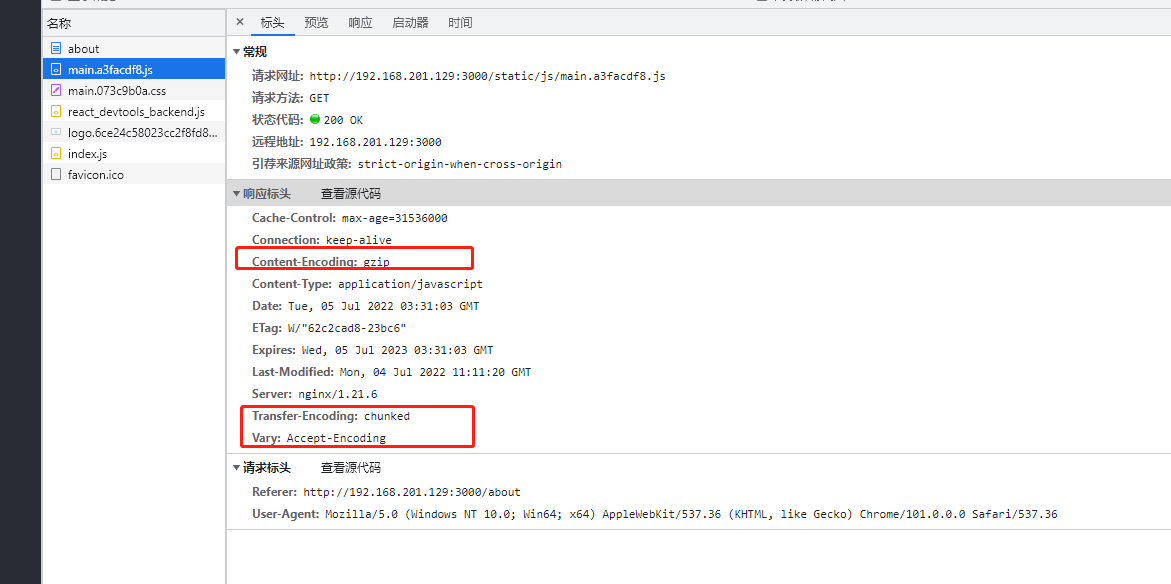 名称
about
main.a3facdf8.js
main.073c9b0a.css
react_devtools_backend.js
logo.6ce24c58023cc2f8fd8...
index.js
favicon.ico
× 标头 预览 响应 启动器 时间
常规
请求网址: http://192.168.201.129:3000/static/js/main.a3facdf8.js
请求方法: GET
状态代码: 200 OK
远程地址: 192.168.201.129:3000
引荐来源网址政策: strict-origin-when-cross-origin
响应标头 查看源代码
Cache-Control: max-age=31536000
Connection: keep-alive
Content-Encoding: gzip
Content-Type: application/javascript
Date: Tue, 05 Jul 2022 03:31:03 GMT
ETag: W/"62c2cad8-23bc6"
Expires: Wed, 05 Jul 2023 03:31:03 GMT
Last-Modified: Mon, 04 Jul 2022 11:11:20 GMT
Server: nginx/1.21.6
Transfer-Encoding: chunked
Vary: Accept-Encoding
请求标头 查看源代码
Referer: http://192.168.201.129:3000/about
User-Agent: Mozilla/5.0 (Windows NT 10.0; Win64; x64) AppleWebKit/537.36 (KHTML, like Gecko) Chrome/101.0.0.0 Safari/537.36